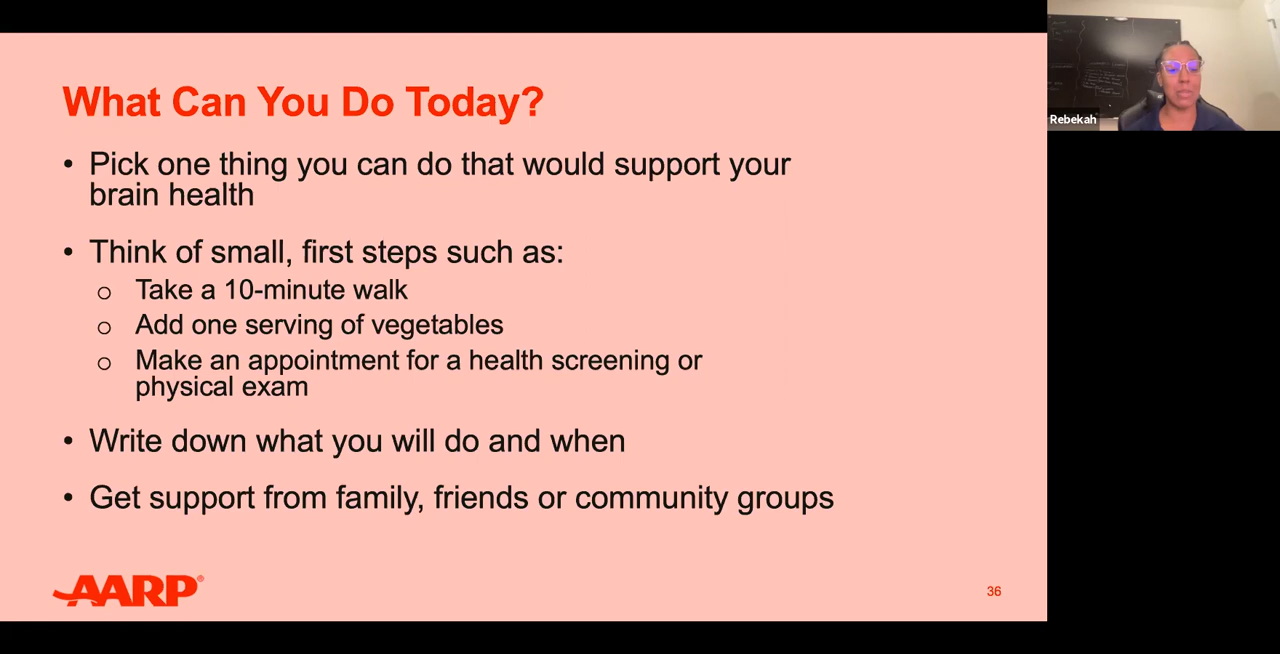 What Can You Do Today?
• Pick one thing you can do that would support your
brain health
• Think of small, first steps such as:
o Take a 10-minute walk
o Add one serving of vegetables
o Make an appointment for a health screening or
physical exam
• Write down what you will do and when
• Get support from family, friends or community groups
AARP®
36
Rebekah